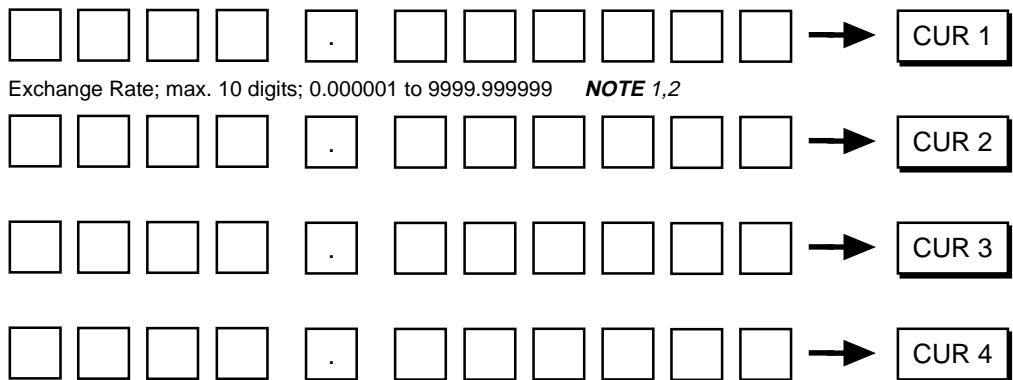 . CUR 1
Exchange Rate; max. 10 digits; 0.000001 to 9999.999999 NOTE 1,2
. CUR 2
. CUR 3
. CUR 4